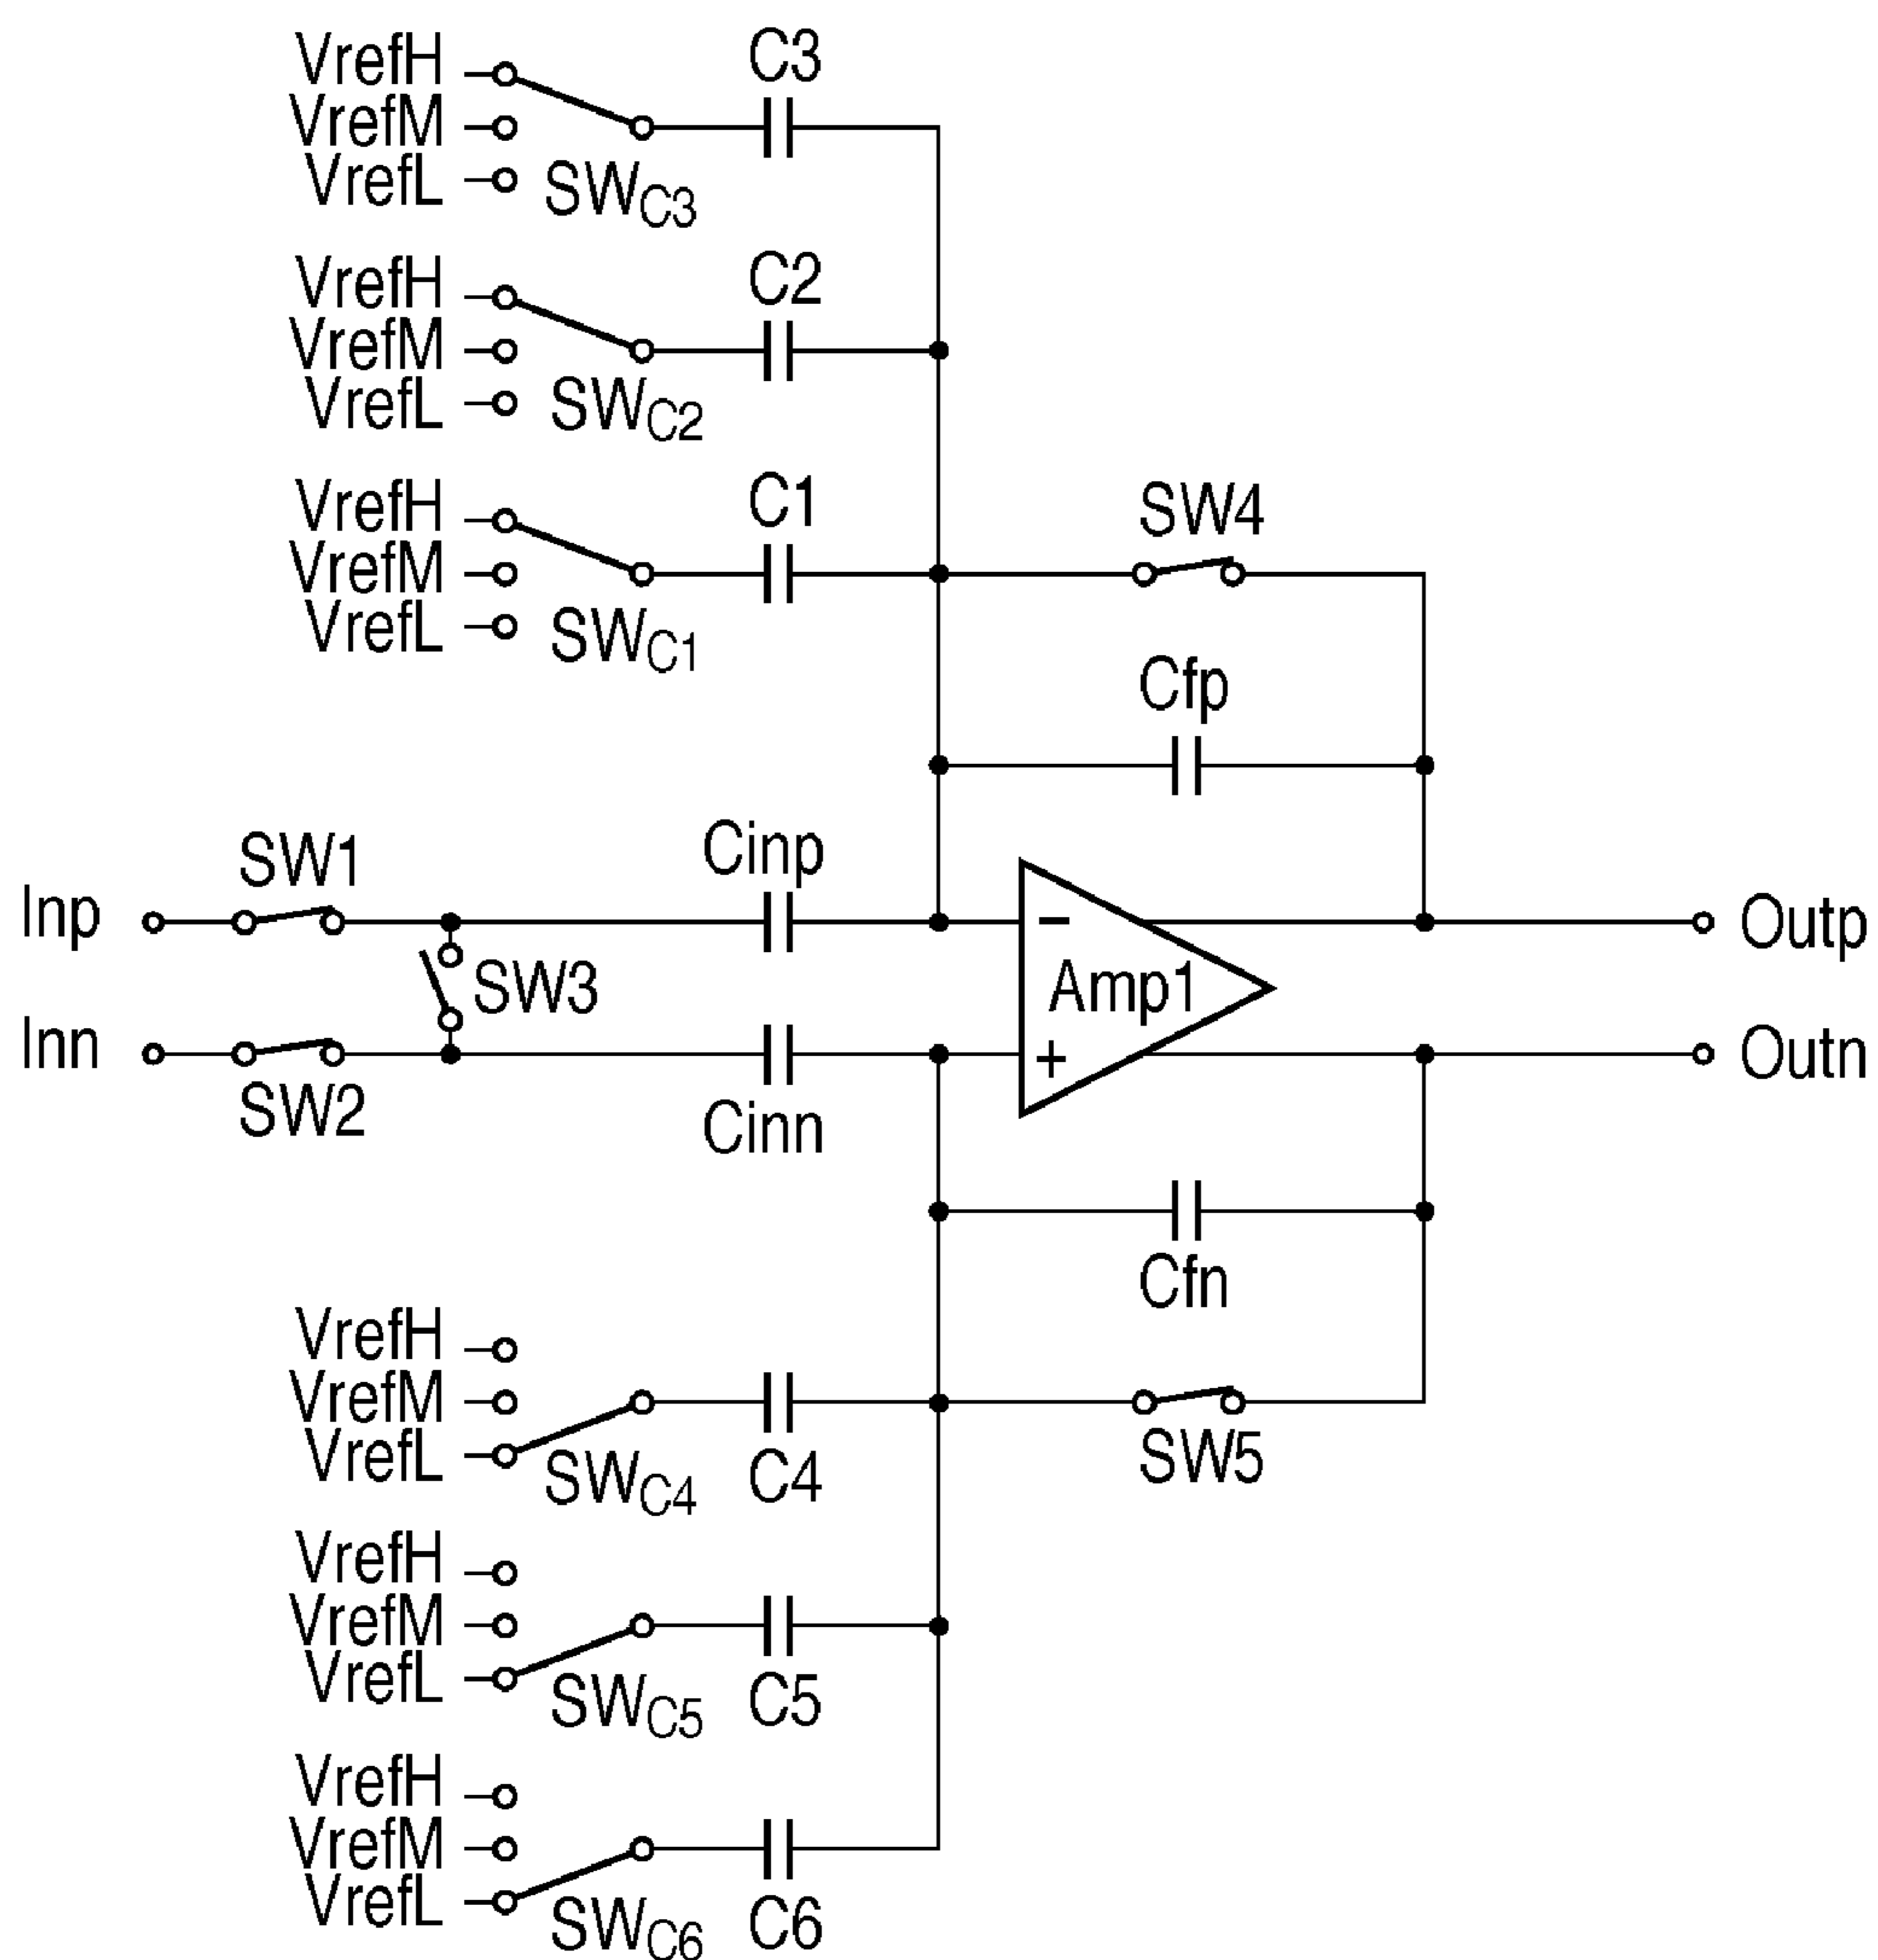 VrefH
VrefM
VrefL
SWC3
C3
VrefH
VrefM
VrefL
SWC2
C2
VrefH
VrefM
VrefL
SWC1
C1
SW4
Cfp
Inp
SW1
Cinp
SW3
Amp1
−
+
Outp
Inn
SW2
Cinn
Outn
Cfn
VrefH
VrefM
VrefL
SWC4
C4
SW5
VrefH
VrefM
VrefL
SWC5
C5
VrefH
VrefM
VrefL
SWC6
C6